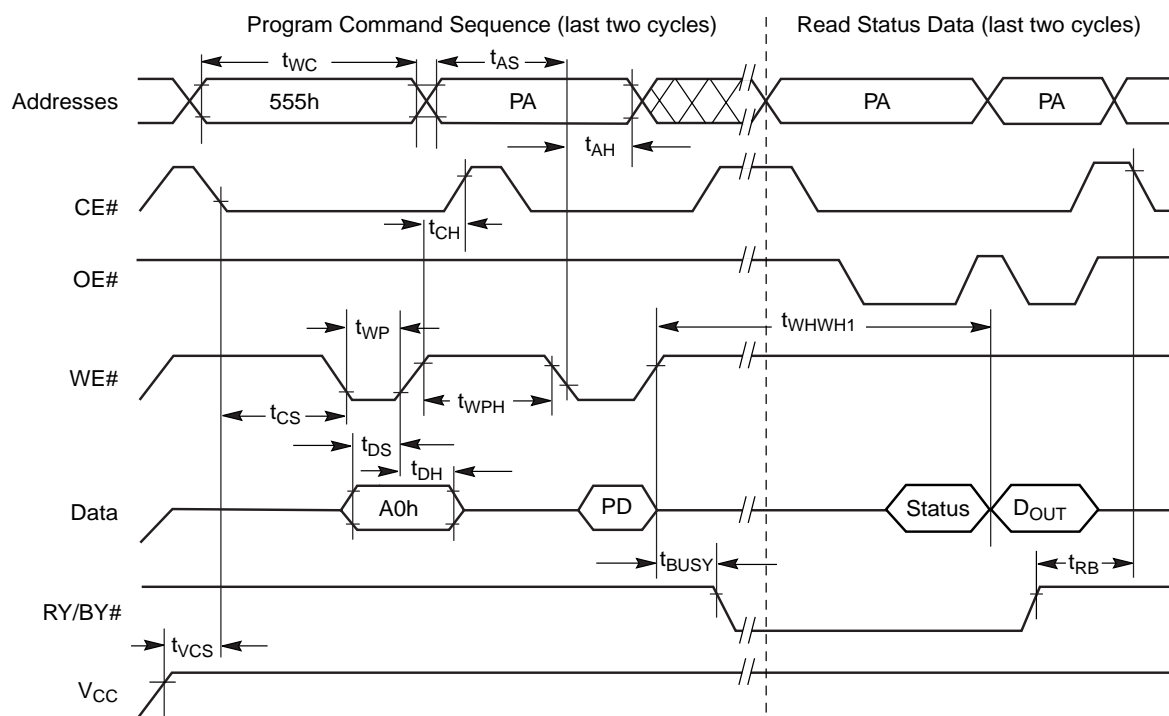 Program Command Sequence (last two cycles) Read Status Data (last two cycles)
tWC tAS
Addresses 555h PA PA PA
tAH
CE#
tCH
OE#
tWP tWHWH1
WE#
tCS tWPH
tDS
tDH
Data A0h PD Status DOUT
tBUSY tRB
RY/BY#
tVCS
VCC